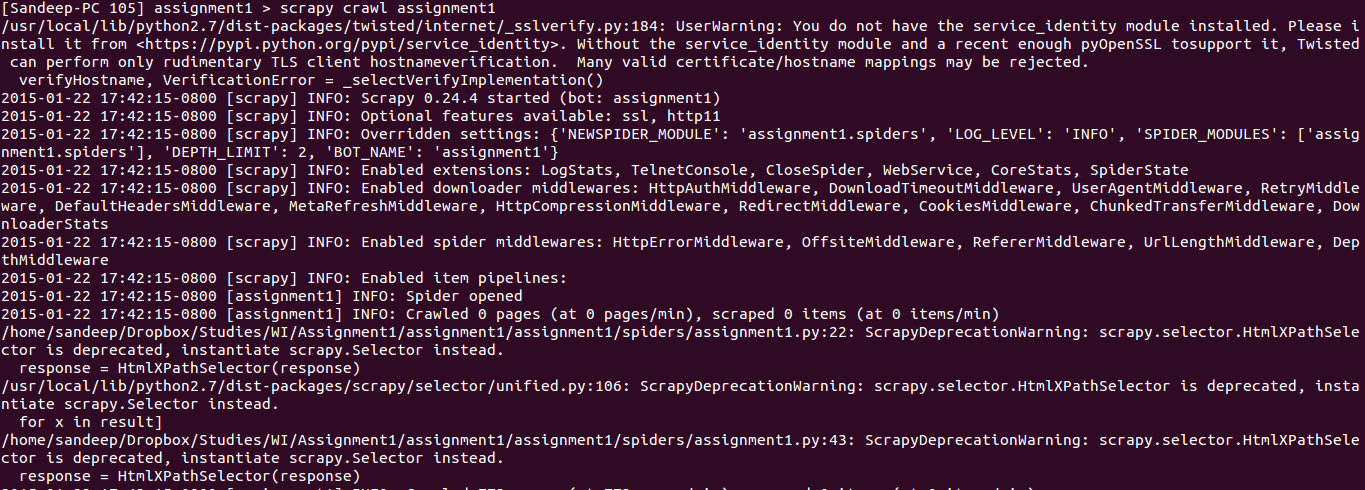 [Sandeep-PC 105] assignment1 > scrapy crawl assignment1
/usr/local/lib/python2.7/dist-packages/twisted/internet/_sslverify.py:184: UserWarning: You do not have the service_identity module installed. Please i
nstall it from <https://pypi.python.org/pypi/service_identity>. Without the service_identity module and a recent enough pyOpenSSL tosupport it, Twisted
 can perform only rudimentary TLS client hostnameverification.  Many valid certificate/hostname mappings may be rejected.
  verifyHostname, VerificationError = _selectVerifyImplementation()
2015-01-22 17:42:15-0800 [scrapy] INFO: Scrapy 0.24.4 started (bot: assignment1)
2015-01-22 17:42:15-0800 [scrapy] INFO: Optional features available: ssl, http11
2015-01-22 17:42:15-0800 [scrapy] INFO: Overridden settings: {'NEWSPIDER_MODULE': 'assignment1.spiders', 'LOG_LEVEL': 'INFO', 'SPIDER_MODULES': ['assig
nment1.spiders'], 'DEPTH_LIMIT': 2, 'BOT_NAME': 'assignment1'}
2015-01-22 17:42:15-0800 [scrapy] INFO: Enabled extensions: LogStats, TelnetConsole, CloseSpider, WebService, CoreStats, SpiderState
2015-01-22 17:42:15-0800 [scrapy] INFO: Enabled downloader middlewares: HttpAuthMiddleware, DownloadTimeoutMiddleware, UserAgentMiddleware, RetryMiddle
ware, DefaultHeadersMiddleware, MetaRefreshMiddleware, HttpCompressionMiddleware, RedirectMiddleware, CookiesMiddleware, ChunkedTransferMiddleware, Dow
nloaderStats
2015-01-22 17:42:15-0800 [scrapy] INFO: Enabled spider middlewares: HttpErrorMiddleware, OffsiteMiddleware, RefererMiddleware, UrlLengthMiddleware, Dep
thMiddleware
2015-01-22 17:42:15-0800 [scrapy] INFO: Enabled item pipelines:
2015-01-22 17:42:15-0800 [assignment1] INFO: Spider opened
2015-01-22 17:42:15-0800 [assignment1] INFO: Crawled 0 pages (at 0 pages/min), scraped 0 items (at 0 items/min)
/home/sandeep/Dropbox/Studies/WI/Assignment1/assignment1/assignment1/spiders/assignment1.py:22: ScrapyDeprecationWarning: scrapy.selector.HtmlXPathSele
ctor is deprecated, instantiate scrapy.Selector instead.
  response = HtmlXPathSelector(response)
/usr/local/lib/python2.7/dist-packages/scrapy/selector/unified.py:106: ScrapyDeprecationWarning: scrapy.selector.HtmlXPathSelector is deprecated, insta
ntiate scrapy.Selector instead.
  for x in result]
/home/sandeep/Dropbox/Studies/WI/Assignment1/assignment1/assignment1/spiders/assignment1.py:43: ScrapyDeprecationWarning: scrapy.selector.HtmlXPathSele
ctor is deprecated, instantiate scrapy.Selector instead.
  response = HtmlXPathSelector(response)